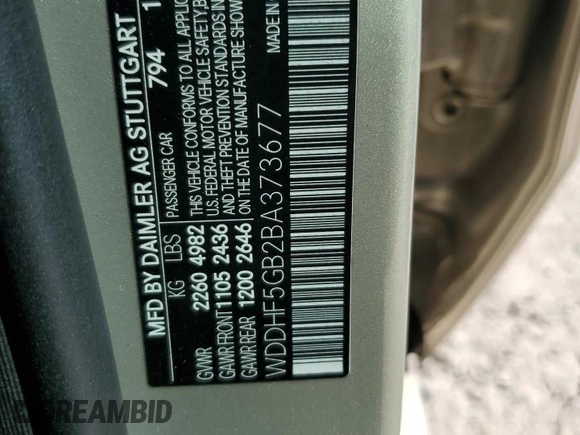 MFD BY DAIMLER AG STUTTGART
794 1
KG LBS PASSENGER CAR
GVWR 2260 4982 THIS VEHICLE CONFORMS TO ALL APPLIC
GAWR FRONT 1105 2436 U.S. FEDERAL MOTOR VEHICLE SAFETY,
GAWR REAR 1200 2646 AND THEFT PREVENTION STANDARDS IN
ON THE DATE OF MANUFACTURE
MADE IN
WDDHF5GB2BA373677
DREAMBID